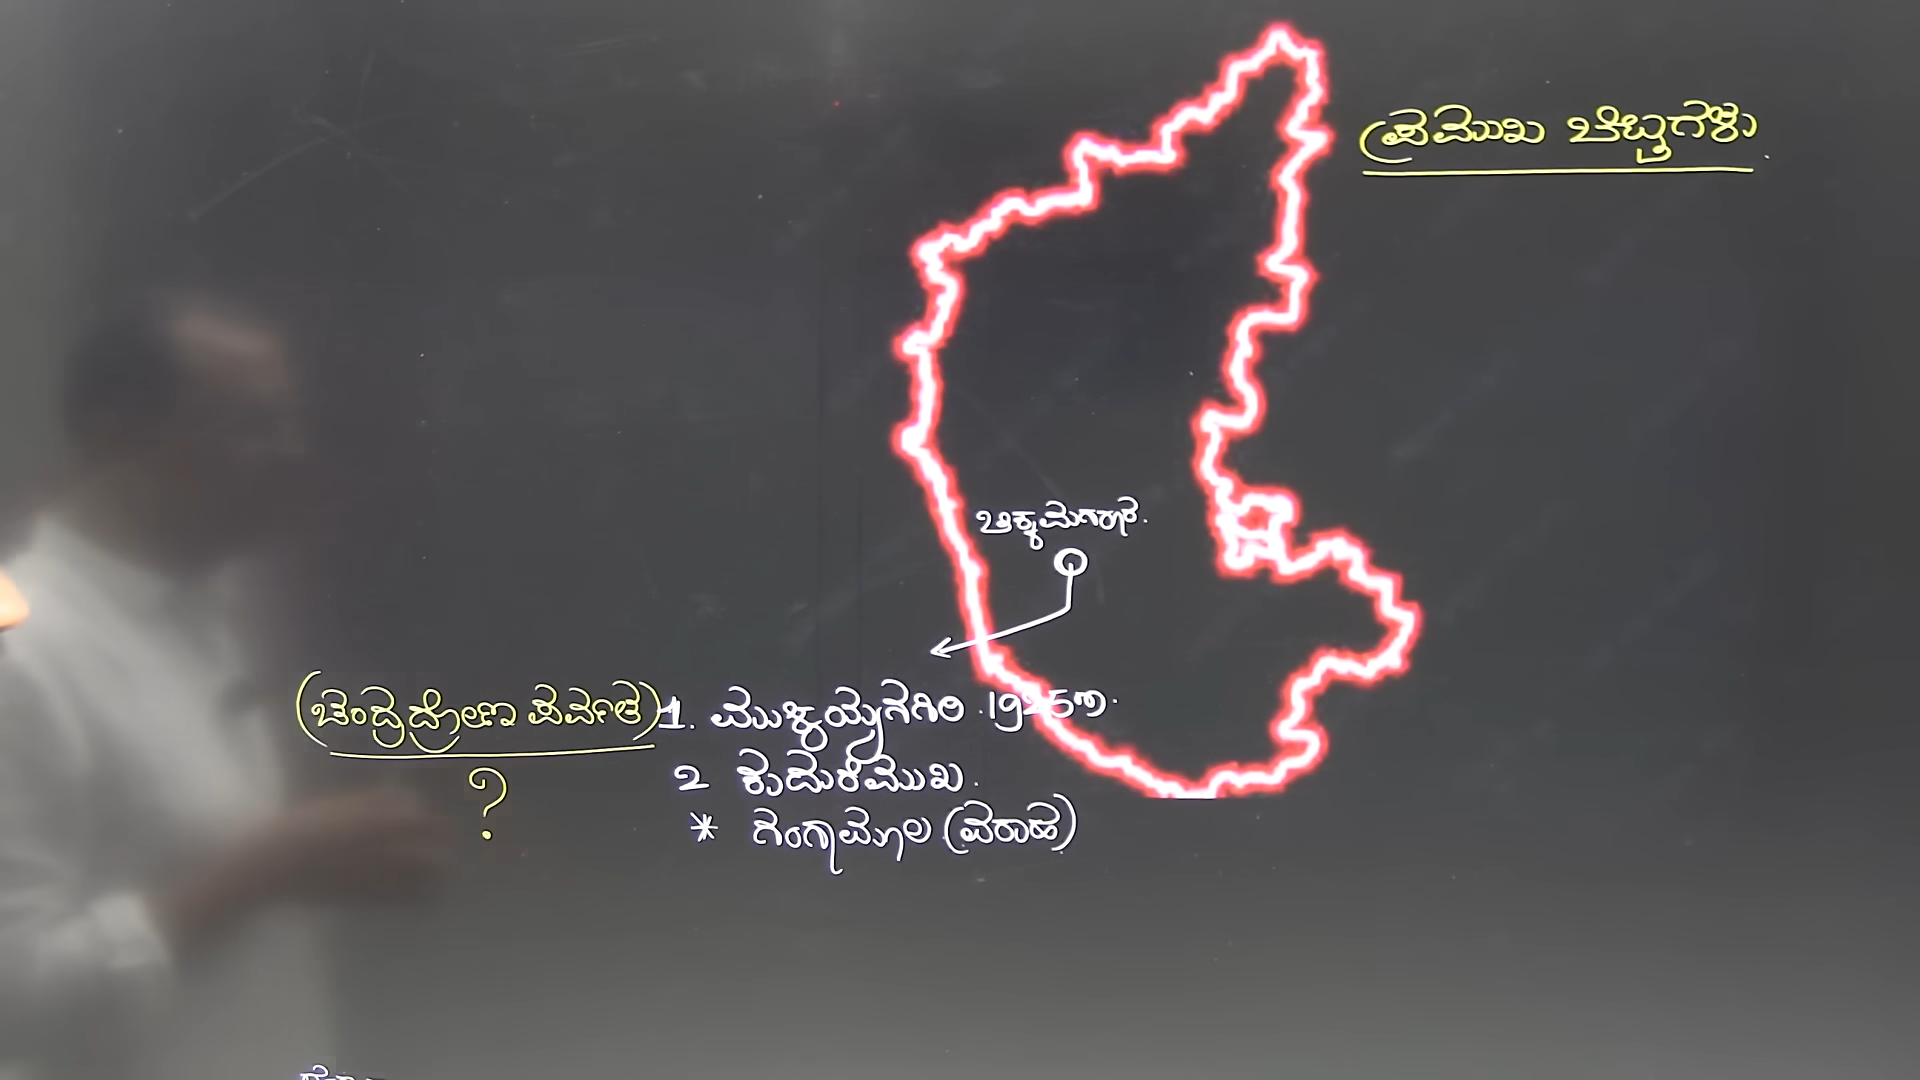 ಪ್ರಮುಖ ಬೆಟ್ಟಗಳು
ಚಿಕ್ಕಮಗಳೂರು.
(ಚಂದ್ರದ್ರೋಣ ಪರ್ವತ) 1. ಮುಳ್ಳಯ್ಯನಗಿರಿ . 1925ಮೀ.
? 2 ಕುದುರೆಮುಖ.
* ಗಂಗಾಮೂಲ (ವರಾಹ)